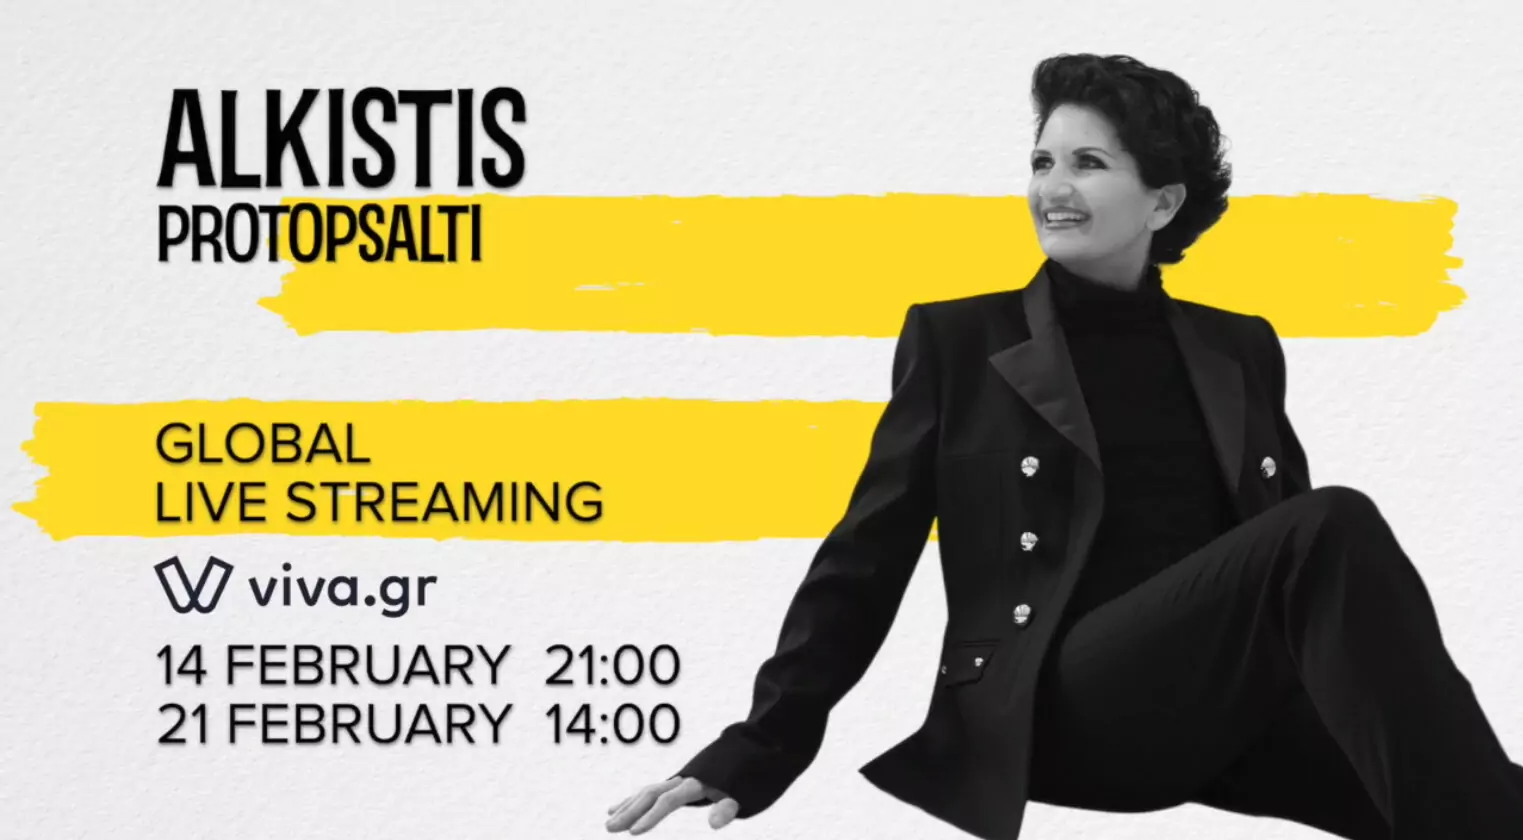 ALKISTIS
PROTOPSALTI
GLOBAL
LIVE STREAMING
viva.gr
14 FEBRUARY 21:00
21 FEBRUARY 14:00